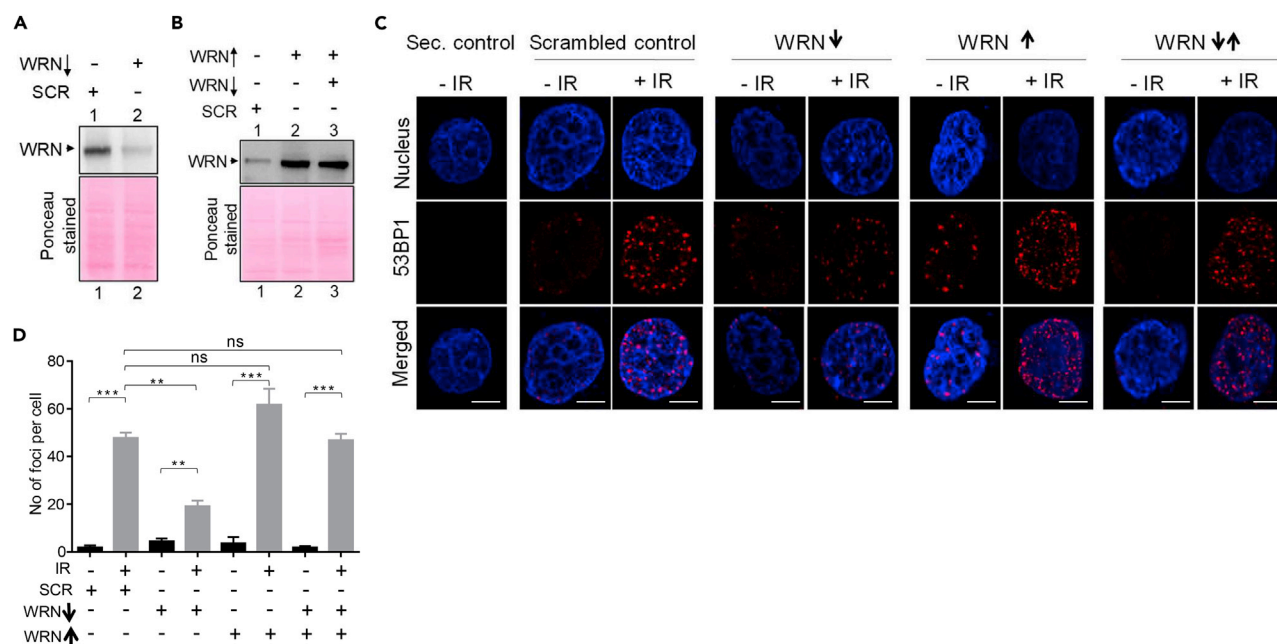 A
WRN↓ - +
SCR + -
1 2
WRN
Ponceau
stained
1 2
B
WRN↑ - + +
WRN↓ - - +
SCR + - -
1 2 3
WRN
Ponceau
stained
1 2 3
C
Sec. control Scrambled control WRN ↓ WRN ↑ WRN ↓↑
- IR - IR + IR - IR + IR - IR + IR - IR + IR
Nucleus
53BP1
Merged
D
No of foci per cell
80
60
40
20
0
ns
ns
** 
*** *** ***
**
IR - + - + - + - +
SCR + + - - - - - -
WRN↓ - - + + - - + +
WRN↑ - - - - + + + +